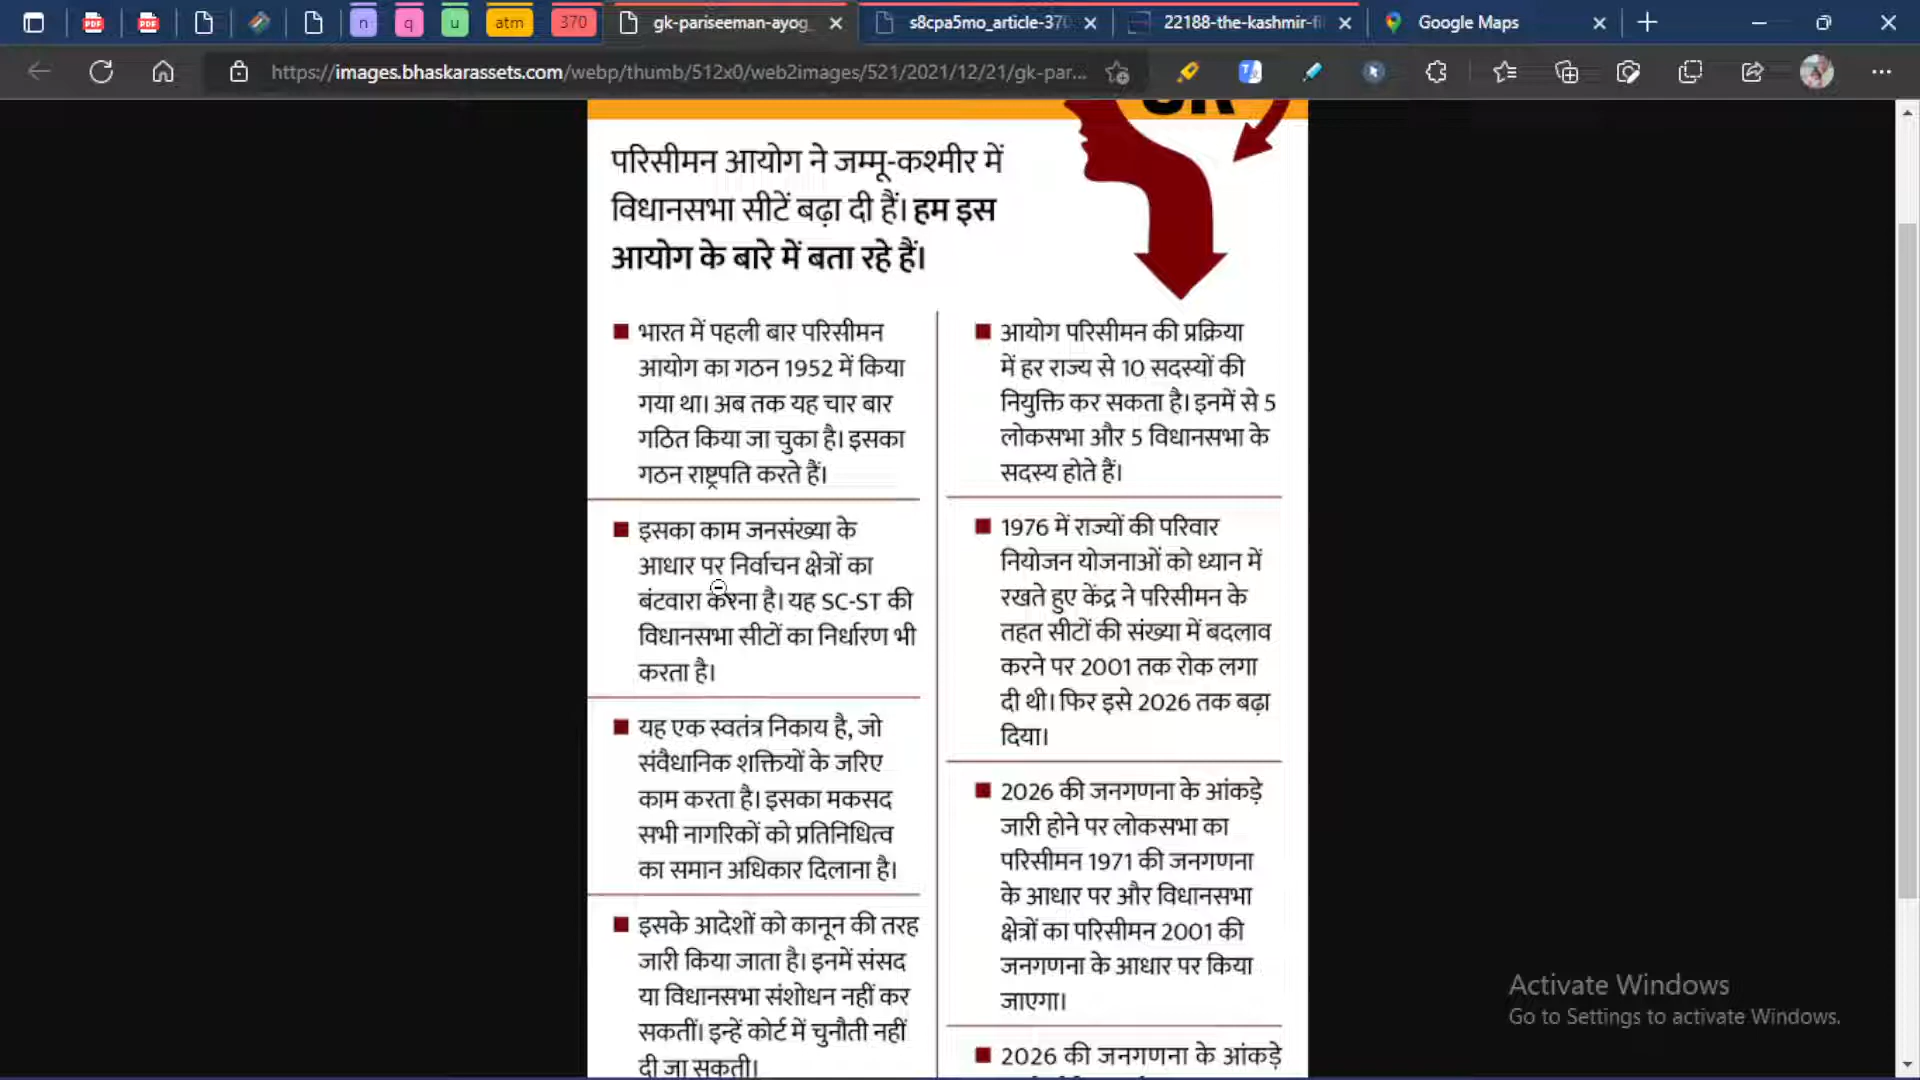 n
q
u
atm
370
gk-pariseeman-ayog
s8cpa5mo_article-37
22188-the-kashmir-fi
Google Maps
https://images.bhaskarassets.com/webp/thumb/512x0/web2images/521/2021/12/21/gk-par...
परिसीमन आयोग ने जम्मू-कश्मीर में
विधानसभा सीटें बढ़ा दी हैं। हम इस
आयोग के बारे में बता रहे हैं।
भारत में पहली बार परिसीमन
आयोग का गठन 1952 में किया
गया था। अब तक यह चार बार
गठित किया जा चुका है। इसका
गठन राष्ट्रपति करते हैं।
इसका काम जनसंख्या के
आधार पर निर्वाचन क्षेत्रों का
बंटवारा करना है। यह SC-ST की
विधानसभा सीटों का निर्धारण भी
करता है।
यह एक स्वतंत्र निकाय है, जो
संवैधानिक शक्तियों के जरिए
काम करता है। इसका मकसद
सभी नागरिकों को प्रतिनिधित्व
का समान अधिकार दिलाना है।
इसके आदेशों को कानून की तरह
जारी किया जाता है। इनमें संसद
या विधानसभा संशोधन नहीं कर
सकतीं। इन्हें कोर्ट में चुनौती नहीं
दी जा सकती।
आयोग परिसीमन की प्रक्रिया
में हर राज्य से 10 सदस्यों की
नियुक्ति कर सकता है। इनमें से 5
लोकसभा और 5 विधानसभा के
सदस्य होते हैं।
1976 में राज्यों की परिवार
नियोजन योजनाओं को ध्यान में
रखते हुए केंद्र ने परिसीमन के
तहत सीटों की संख्या में बदलाव
करने पर 2001 तक रोक लगा
दी थी। फिर इसे 2026 तक बढ़ा
दिया।
2026 की जनगणना के आंकड़े
जारी होने पर लोकसभा का
परिसीमन 1971 की जनगणना
के आधार पर और विधानसभा
क्षेत्रों का परिसीमन 2001 की
जनगणना के आधार पर किया
जाएगा।
2026 की जनगणना के आंकड़े
Activate Windows
Go to Settings to activate Windows.